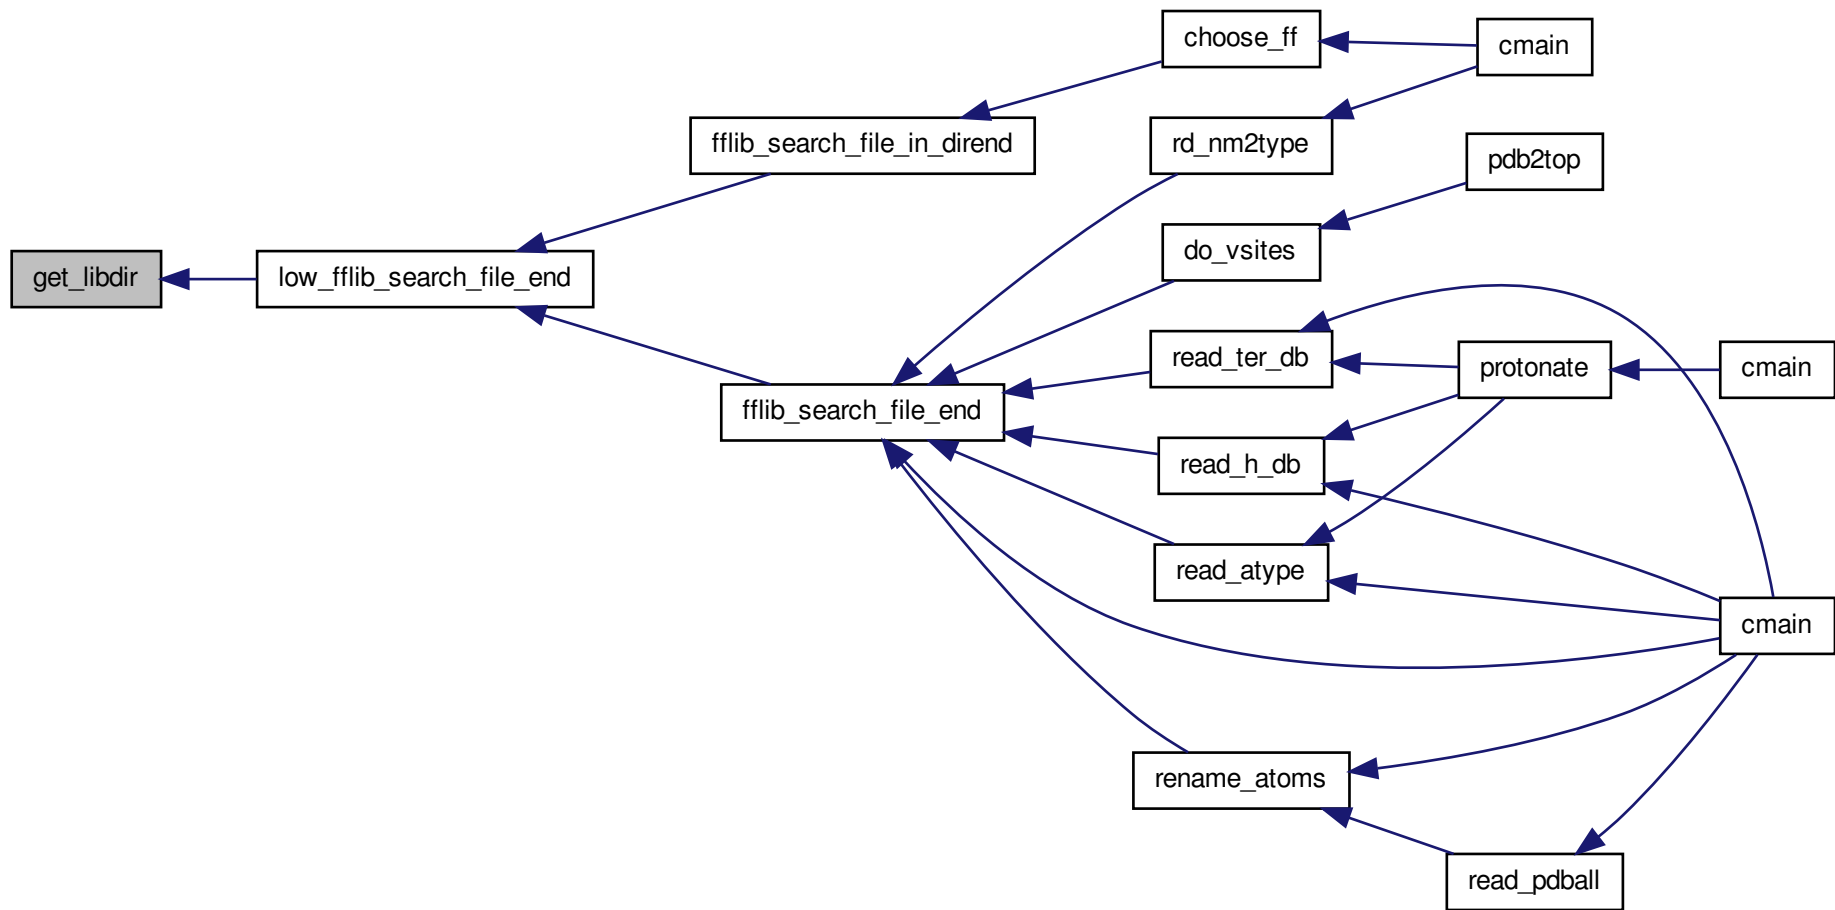 choose_ff
cmain
fflib_search_file_in_dirend
rd_nm2type
pdb2top
get_libdir
low_fflib_search_file_end
do_vsites
read_ter_db
protonate
cmain
fflib_search_file_end
read_h_db
read_atype
cmain
rename_atoms
read_pdball